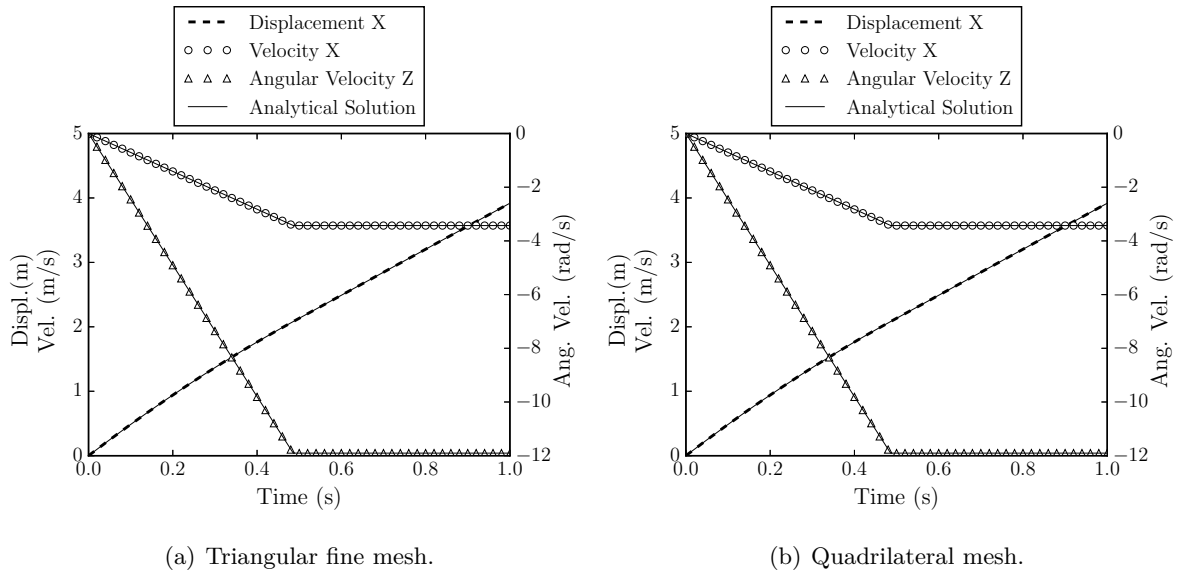 Displacement X
Velocity X
Angular Velocity Z
Analytical Solution
5
4
3
2
1
0
0
−2
−4
−6
−8
−10
−12
0.0
0.2
0.4
0.6
0.8
1.0
Displ.(m)
Vel. (m/s)
Ang. Vel. (rad/s)
Time (s)
(a) Triangular fine mesh.
Displacement X
Velocity X
Angular Velocity Z
Analytical Solution
5
4
3
2
1
0
0
−2
−4
−6
−8
−10
−12
0.0
0.2
0.4
0.6
0.8
1.0
Displ.(m)
Vel. (m/s)
Ang. Vel. (rad/s)
Time (s)
(b) Quadrilateral mesh.